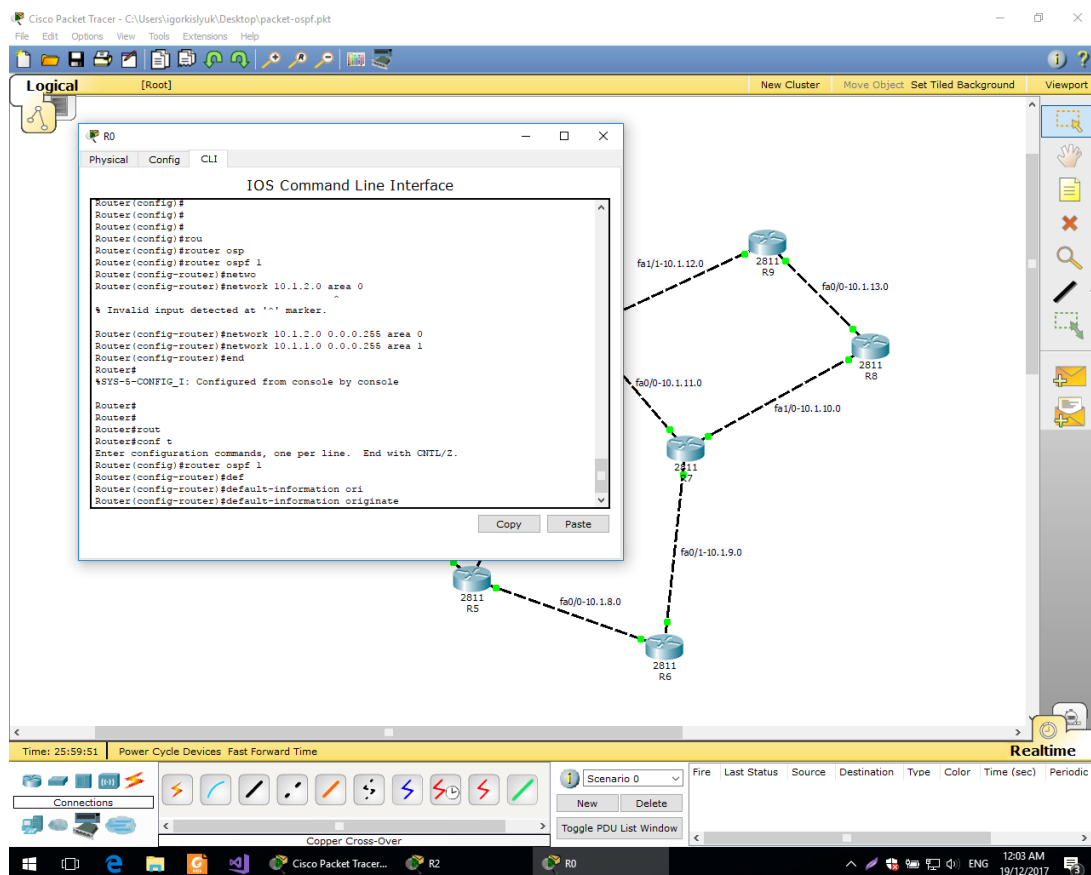 Cisco Packet Tracer - C:\Users\igorkislyuk\Desktop\packet-ospf.pkt
File Edit Options View Tools Extensions Help
Logical [Root] New Cluster Move Object Set Tiled Background Viewport
R0
Physical Config CLI
IOS Command Line Interface
Router(config)#
Router(config)#
Router(config)#
Router(config)#rou
Router(config)#router osp
Router(config)#router ospf 1
Router(config-router)#netwo
Router(config-router)#network 10.1.2.0 area 0
^
% Invalid input detected at '^' marker.
Router(config-router)#network 10.1.2.0 0.0.0.255 area 0
Router(config-router)#network 10.1.1.0 0.0.0.255 area 1
Router(config-router)#end
Router#
%SYS-5-CONFIG_I: Configured from console by console
Router#
Router#
Router#rout
Router#conf t
Enter configuration commands, one per line. End with CNTL/Z.
Router(config)#router ospf 1
Router(config-router)#def
Router(config-router)#default-information ori
Router(config-router)#default-information originate
Copy Paste
fa1/1-10.1.12.0
2811
R9
fa0/0-10.1.13.0
2811
R8
fa0/0-10.1.11.0
fa1/0-10.1.10.0
2811
R7
fa0/1-10.1.9.0
2811
R5
fa0/0-10.1.8.0
2811
R6
Time: 25:59:51 Power Cycle Devices Fast Forward Time Realtime
Connections
Copper Cross-Over
Scenario 0
New Delete
Toggle PDU List Window
Fire Last Status Source Destination Type Color Time (sec) Periodic
Cisco Packet Tracer... R2 R0
ENG
12:03 AM
19/12/2017
3